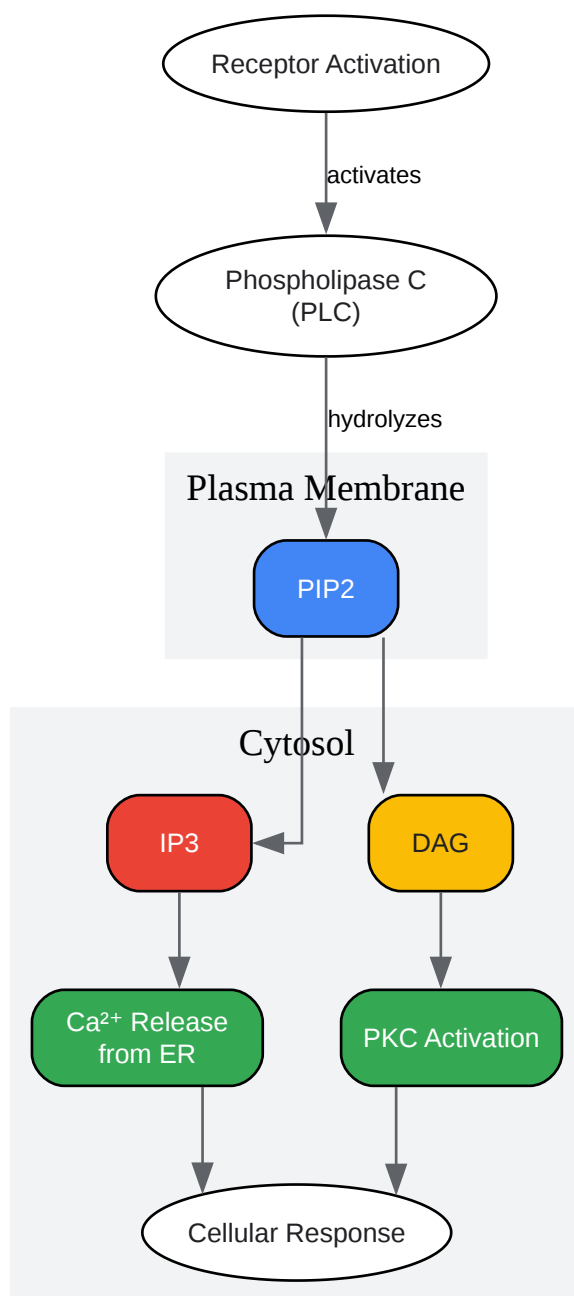 Receptor Activation
activates
Phospholipase C
(PLC)
hydrolyzes
Plasma Membrane
PIP2
Cytosol
IP3
DAG
Ca²⁺ Release
from ER
PKC Activation
Cellular Response